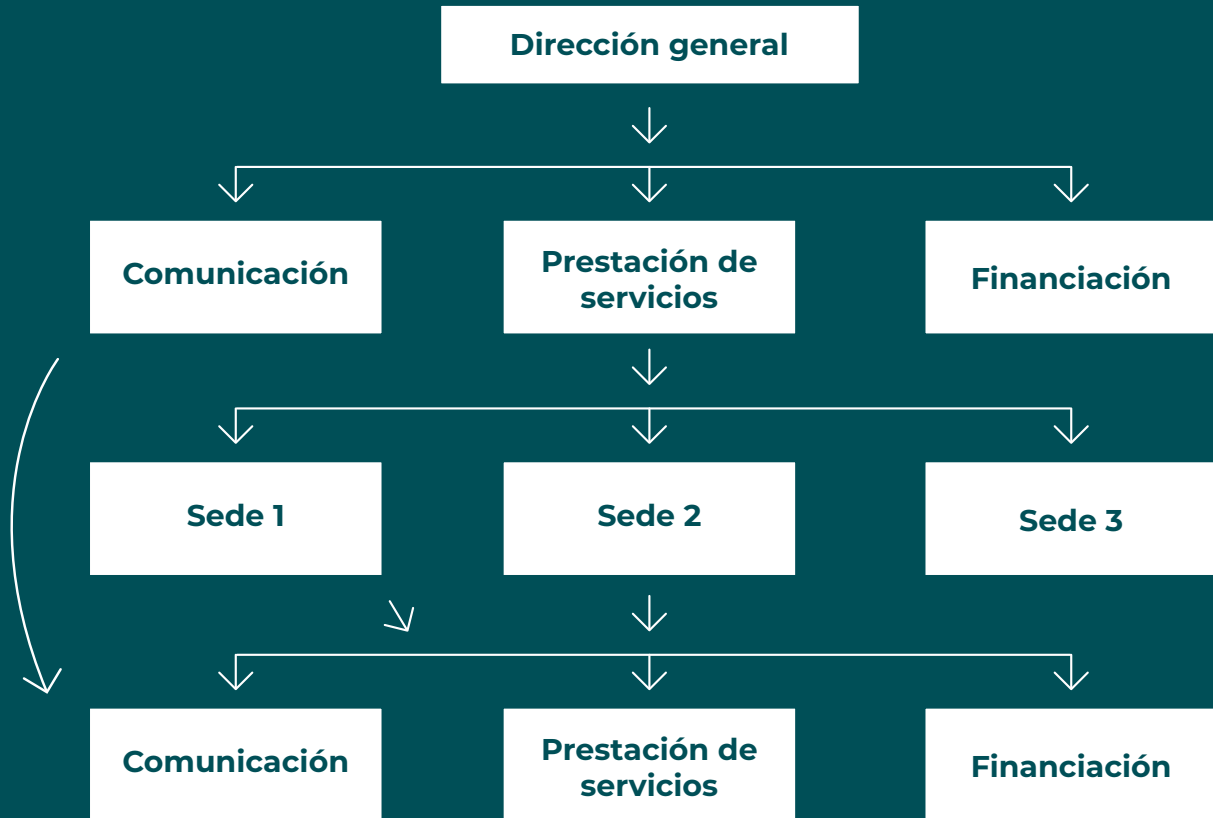 Dirección general
Comunicación
Prestación de
servicios
Financiación
Sede 1
Sede 2
Sede 3
Comunicación
Prestación de
servicios
Financiación